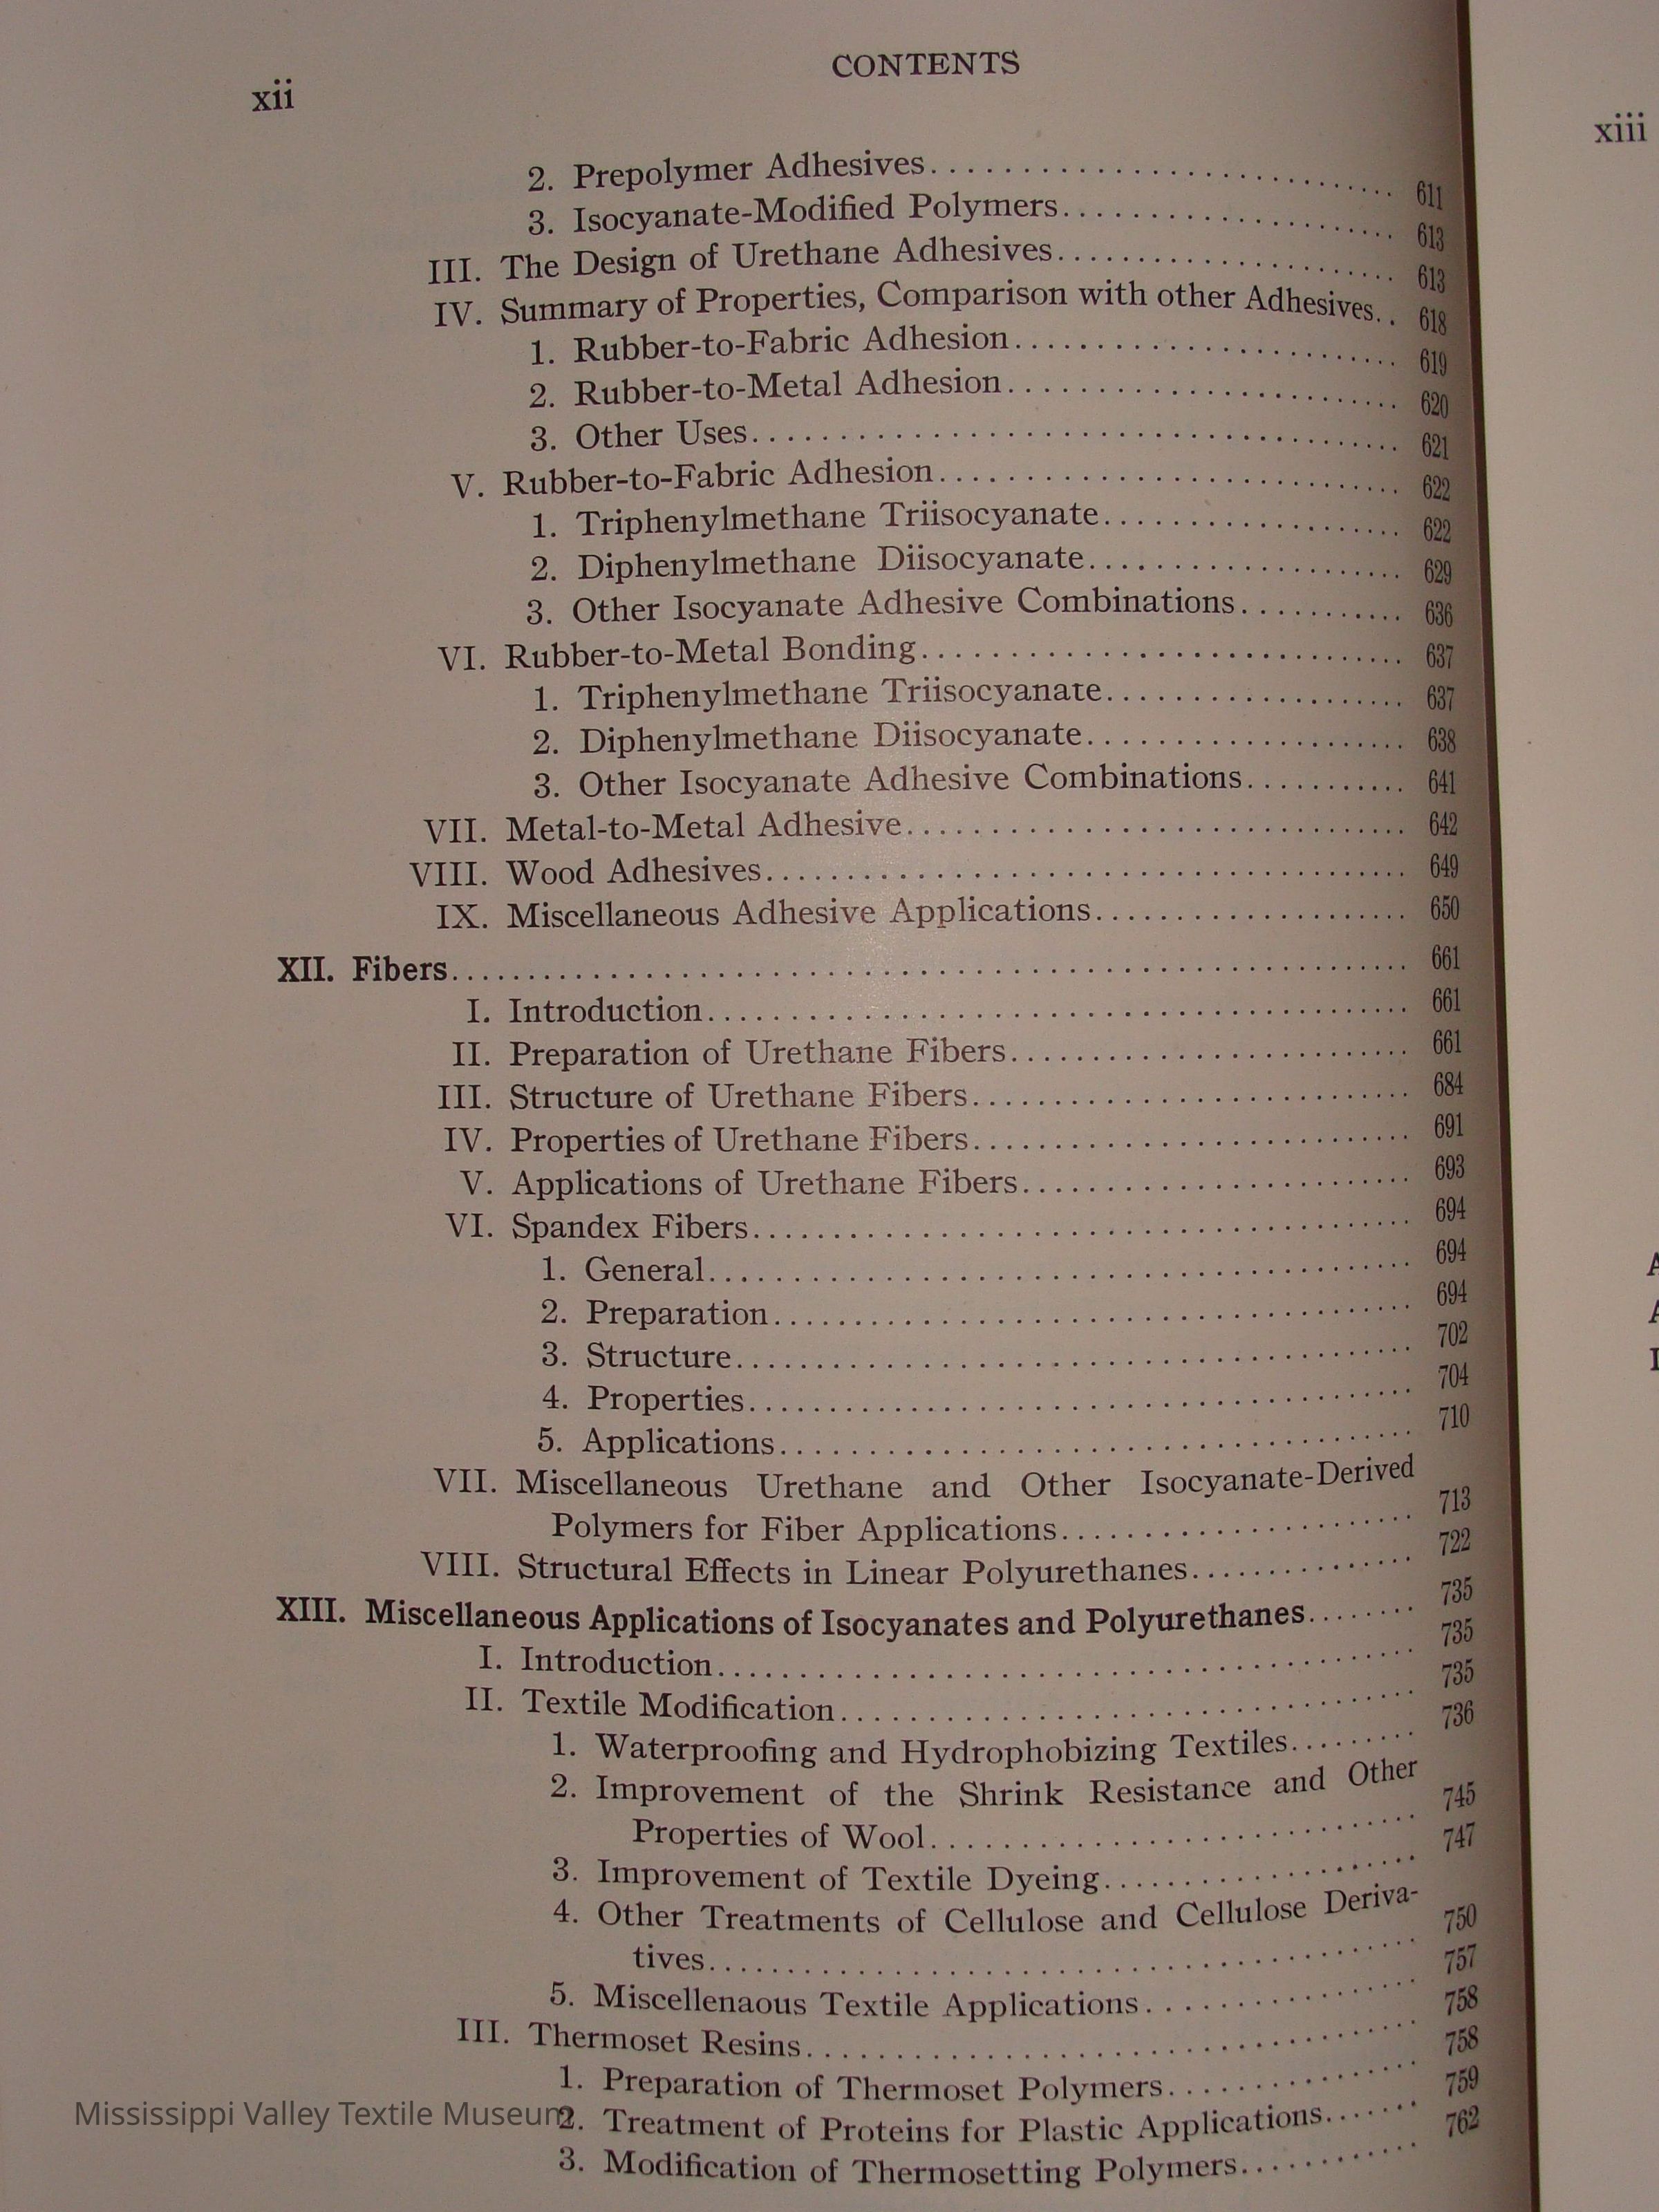 CONTENTS
xii
xiii
2. Prepolymer Adhesives. . . . . . . . . . . . . . . . . . . . . . . . . . . 611
3. Isocyanate-Modified Polymers. . . . . . . . . . . . . . . . . . . 613
III. The Design of Urethane Adhesives. . . . . . . . . . . . . . . . . . . . 613
IV. Summary of Properties, Comparison with other Adhesives. . 618
1. Rubber-to-Fabric Adhesion. . . . . . . . . . . . . . . . . . . . . . 619
2. Rubber-to-Metal Adhesion. . . . . . . . . . . . . . . . . . . . . . . 620
3. Other Uses. . . . . . . . . . . . . . . . . . . . . . . . . . . . . . . . . . . . . 621
V. Rubber-to-Fabric Adhesion. . . . . . . . . . . . . . . . . . . . . . . . . . . 622
1. Triphenylmethane Triisocyanate. . . . . . . . . . . . . . . . . . 622
2. Diphenylmethane Diisocyanate. . . . . . . . . . . . . . . . . . . 629
3. Other Isocyanate Adhesive Combinations. . . . . . . . . . . 636
VI. Rubber-to-Metal Bonding. . . . . . . . . . . . . . . . . . . . . . . . . . . . 637
1. Triphenylmethane Triisocyanate. . . . . . . . . . . . . . . . . . 637
2. Diphenylmethane Diisocyanate. . . . . . . . . . . . . . . . . . . 638
3. Other Isocyanate Adhesive Combinations. . . . . . . . . . . 641
VII. Metal-to-Metal Adhesive. . . . . . . . . . . . . . . . . . . . . . . . . . . . . 642
VIII. Wood Adhesives. . . . . . . . . . . . . . . . . . . . . . . . . . . . . . . . . . . . . 649
IX. Miscellaneous Adhesive Applications. . . . . . . . . . . . . . . . . . . 650
XII. Fibers. . . . . . . . . . . . . . . . . . . . . . . . . . . . . . . . . . . . . . . . . . . . . . . . . . 661
I. Introduction. . . . . . . . . . . . . . . . . . . . . . . . . . . . . . . . . . . . . . . . 661
II. Preparation of Urethane Fibers. . . . . . . . . . . . . . . . . . . . . . . . 661
III. Structure of Urethane Fibers. . . . . . . . . . . . . . . . . . . . . . . . . . 684
IV. Properties of Urethane Fibers. . . . . . . . . . . . . . . . . . . . . . . . . . 691
V. Applications of Urethane Fibers. . . . . . . . . . . . . . . . . . . . . . . 693
VI. Spandex Fibers. . . . . . . . . . . . . . . . . . . . . . . . . . . . . . . . . . . . . . 694
1. General. . . . . . . . . . . . . . . . . . . . . . . . . . . . . . . . . . . . . . . . 694
2. Preparation. . . . . . . . . . . . . . . . . . . . . . . . . . . . . . . . . . . . . 694
3. Structure. . . . . . . . . . . . . . . . . . . . . . . . . . . . . . . . . . . . . . . 702
4. Properties. . . . . . . . . . . . . . . . . . . . . . . . . . . . . . . . . . . . . . 704
5. Applications. . . . . . . . . . . . . . . . . . . . . . . . . . . . . . . . . . . . 710
VII. Miscellaneous Urethane and Other Isocyanate-Derived
Polymers for Fiber Applications. . . . . . . . . . . . . . . . . . . . . 713
VIII. Structural Effects in Linear Polyurethanes. . . . . . . . . . . . . . 722
XIII. Miscellaneous Applications of Isocyanates and Polyurethanes. . . . . . . . 735
I. Introduction. . . . . . . . . . . . . . . . . . . . . . . . . . . . . . . . . . . . . . . 735
II. Textile Modification. . . . . . . . . . . . . . . . . . . . . . . . . . . . . . . . . 735
1. Waterproofing and Hydrophobizing Textiles. . . . . . . . . 736
2. Improvement of the Shrink Resistance and Other
Properties of Wool. . . . . . . . . . . . . . . . . . . . . . . . . . . . 745
3. Improvement of Textile Dyeing. . . . . . . . . . . . . . . . . . 747
4. Other Treatments of Cellulose and Cellulose Deriva-
tives. . . . . . . . . . . . . . . . . . . . . . . . . . . . . . . . . . . . . . . . 750
5. Miscellenaous Textile Applications. . . . . . . . . . . . . . . . 757
III. Thermoset Resins. . . . . . . . . . . . . . . . . . . . . . . . . . . . . . . . . . . 758
1. Preparation of Thermoset Polymers. . . . . . . . . . . . . . . 758
2. Treatment of Proteins for Plastic Applications. . . . . . . 759
3. Modification of Thermosetting Polymers. . . . . . . . . . . 762
Mississippi Valley Textile Museum